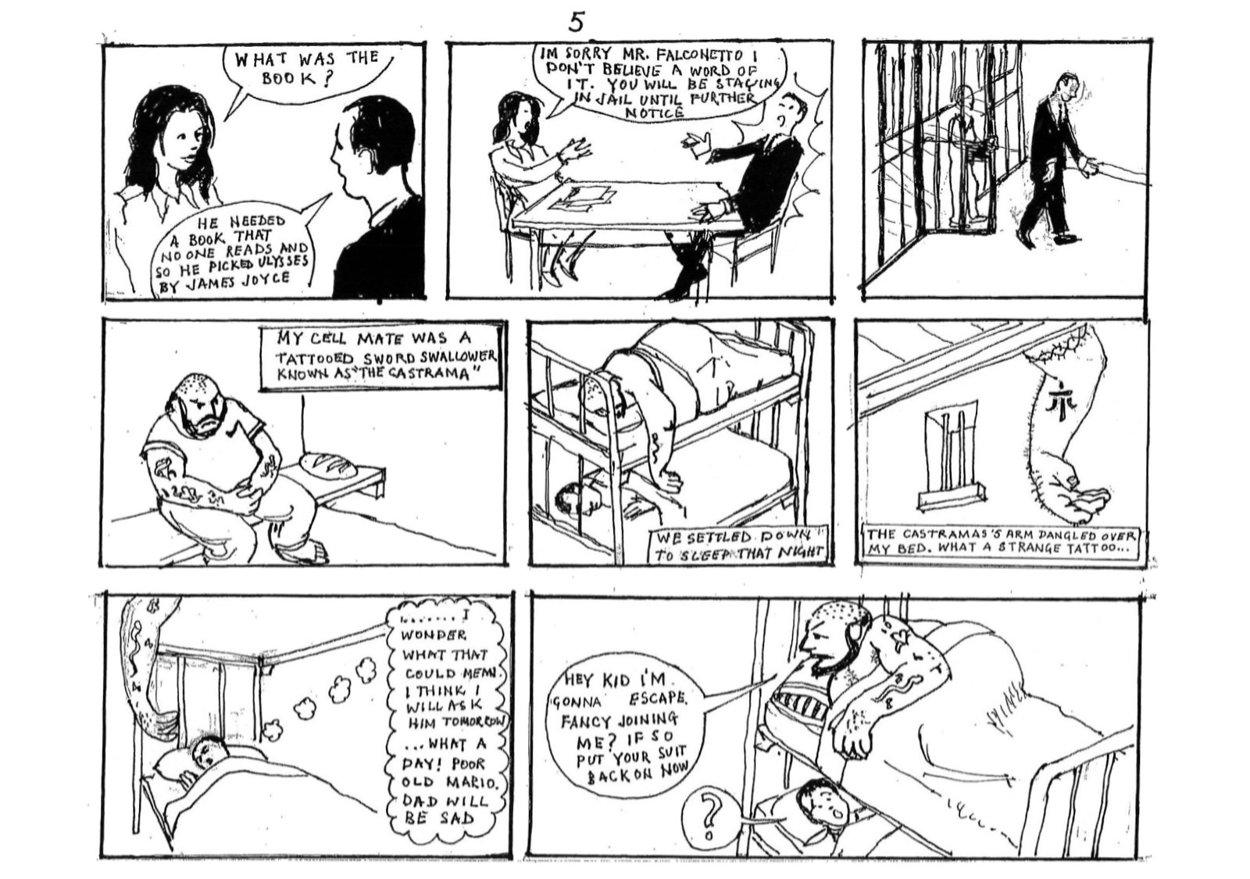 5
WHAT WAS THE
BOOK?
HE NEEDED
A BOOK THAT
NO ONE READS AND
SO HE PICKED ULYSSES
BY JAMES JOYCE
IM SORRY MR. FALCONETTO I
DON'T BELIEVE A WORD OF
IT. YOU WILL BE STAYING
IN JAIL UNTIL FURTHER
NOTICE
MY CELL MATE WAS A
TATTOOED SWORD SWALLOWER
KNOWN AS "THE CASTRAMA"
WE SETTLED DOWN
TO SLEEP THAT NIGHT
THE CASTRAMAS'S ARM DANGLED OVER
MY BED. WHAT A STRANGE TATTOO...
........I
WONDER
WHAT THAT
COULD MEAN.
I THINK I
WILL ASK
HIM TOMORROW
...WHAT A
DAY! POOR
OLD MARIO.
DAD WILL
BE SAD
HEY KID I'M
GONNA ESCAPE.
FANCY JOINING
ME? IF SO
PUT YOUR SUIT
BACK ON NOW
?